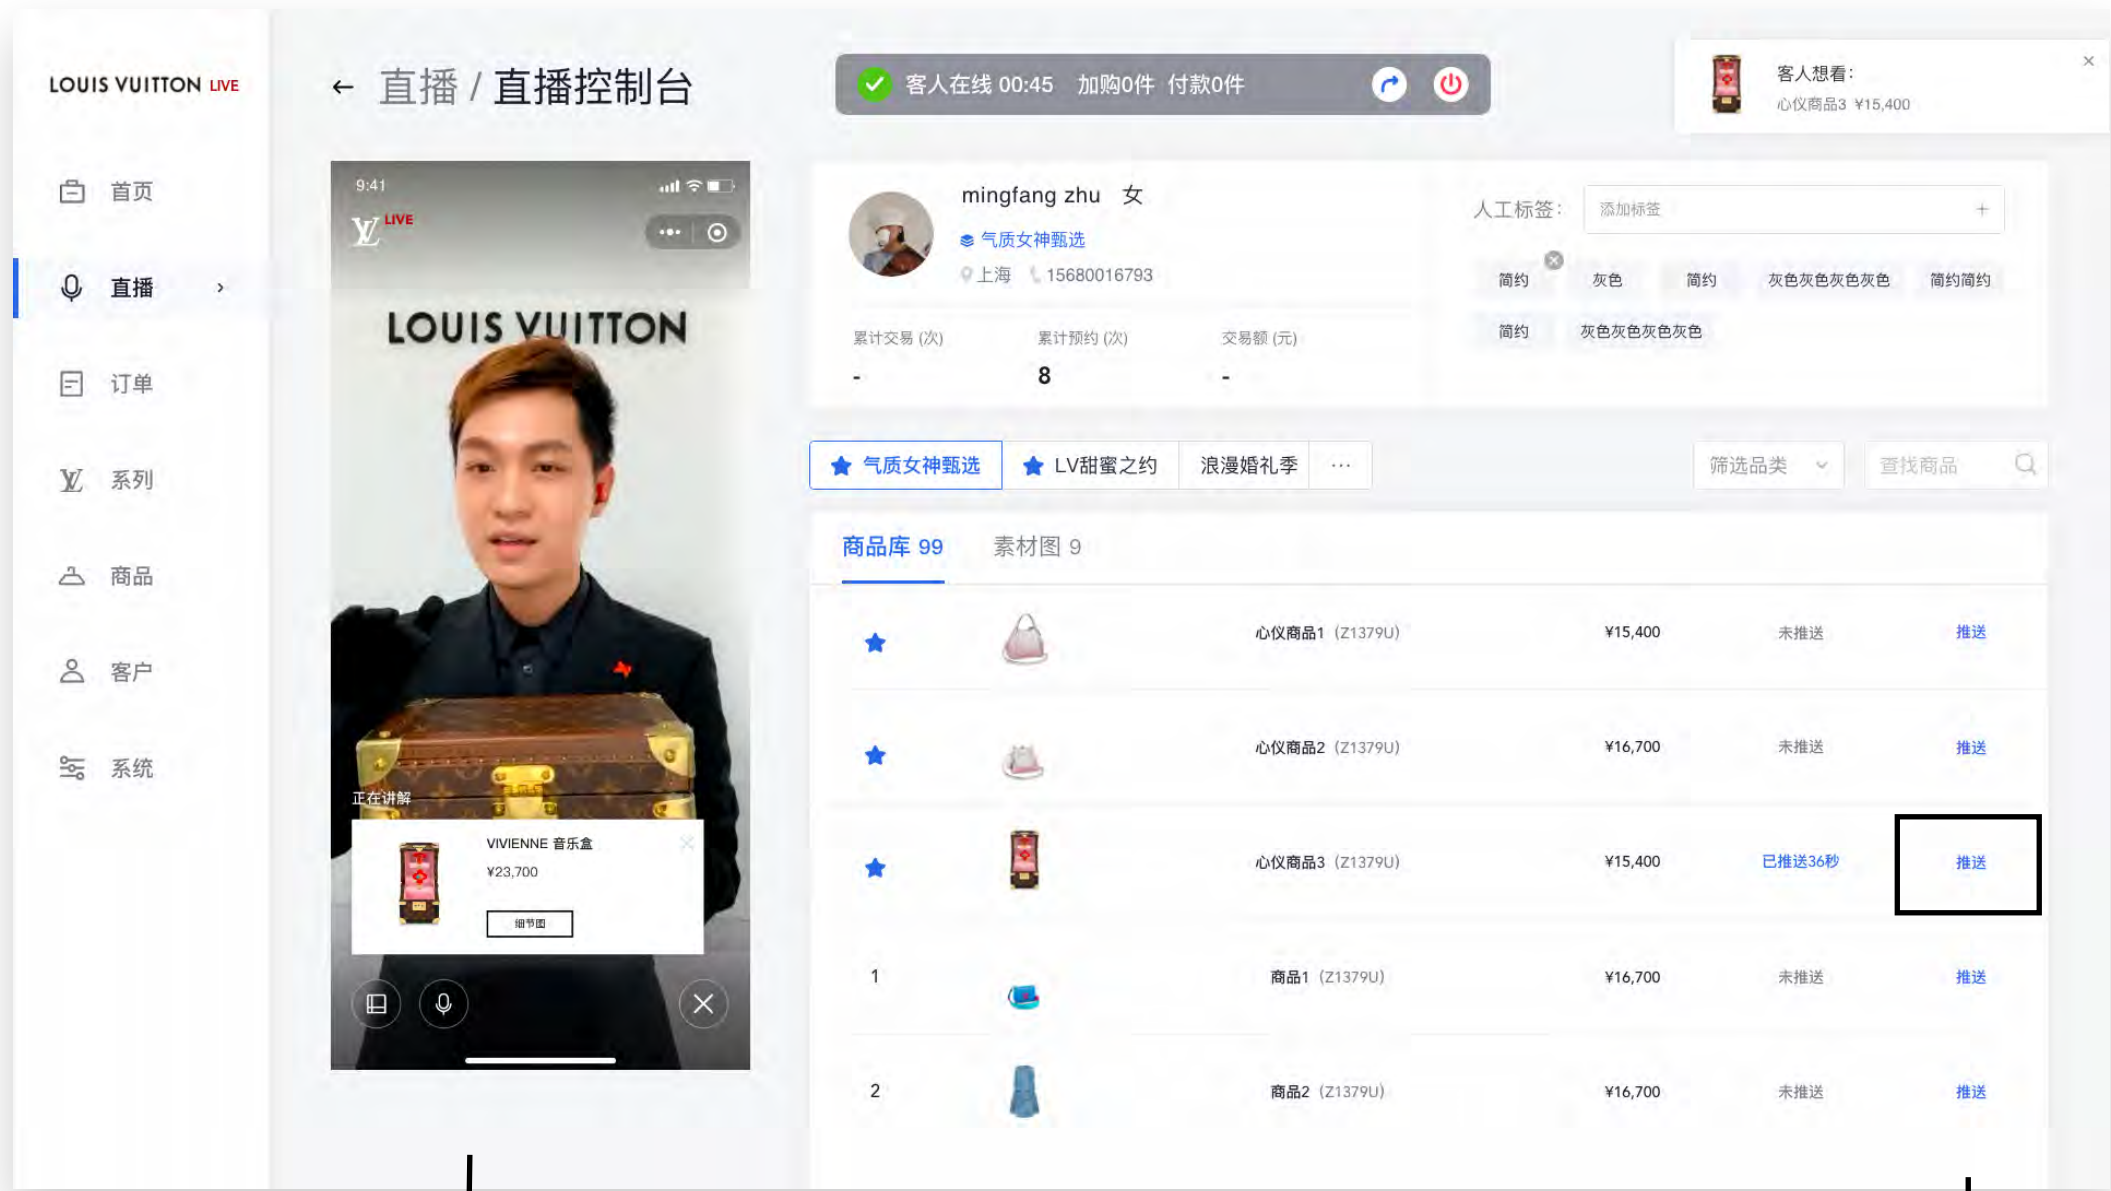 LOUIS VUITTON LIVE
首页
直播
订单
系列
商品
客户
系统
直播 / 直播控制台
客人在线 00:45 加购0件 付款0件
客人想看：
心仪商品3 ¥15,400
9:41
LIVE
LOUIS VUITTON
正在讲解
VIVIENNE 音乐盒
¥23,700
细节图
mingfang zhu 女
气质女神甄选
上海 15680016793
累计交易 (次) 累计预约 (次) 交易额 (元)
- 8 -
人工标签： 添加标签 +
简约 灰色 简约 灰色灰色灰色灰色 简约简约
简约 灰色灰色灰色灰色
气质女神甄选 LV甜蜜之约 浪漫婚礼季 ···
筛选品类 查找商品
商品库 99 素材图 9
心仪商品1（Z1379U） ¥15,400 未推送 推送
心仪商品2（Z1379U） ¥16,700 未推送 推送
心仪商品3（Z1379U） ¥15,400 已推送36秒 推送
1 商品1（Z1379U） ¥16,700 未推送 推送
2 商品2（Z1379U） ¥16,700 未推送 推送